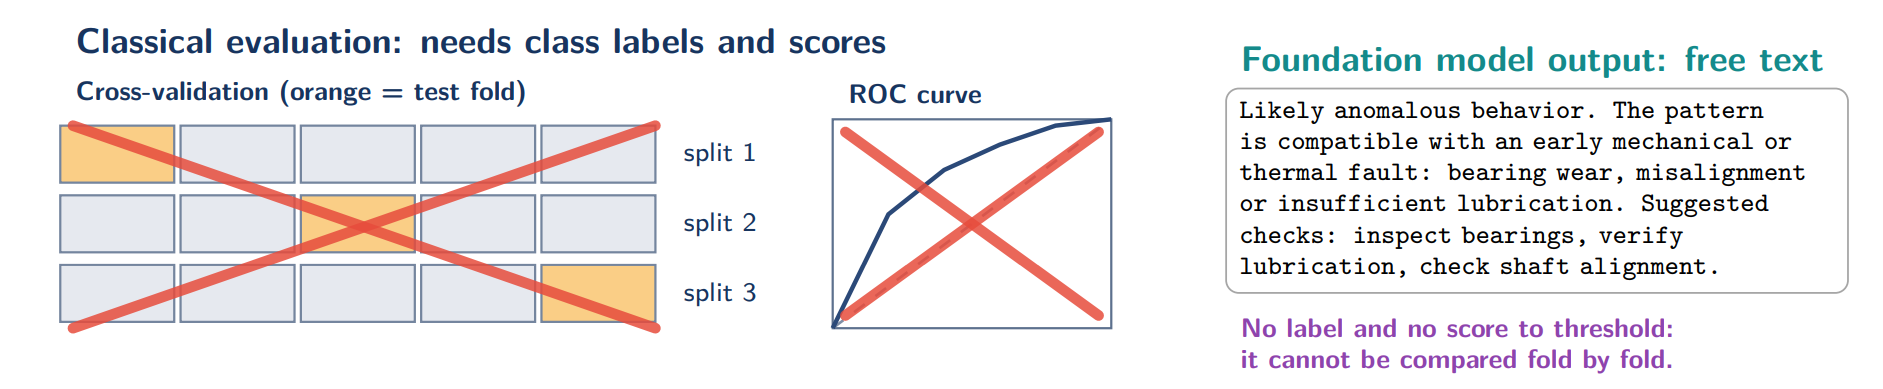 Classical evaluation: needs class labels and scores
Cross-validation (orange = test fold)
split 1
split 2
split 3
ROC curve
Foundation model output: free text
Likely anomalous behavior. The pattern
is compatible with an early mechanical or
thermal fault: bearing wear, misalignment
or insufficient lubrication. Suggested
checks: inspect bearings, verify
lubrication, check shaft alignment.
No label and no score to threshold:
it cannot be compared fold by fold.